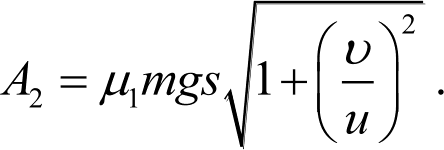 A₂ = μ₁mgs√(1 + (υ/u)²) .